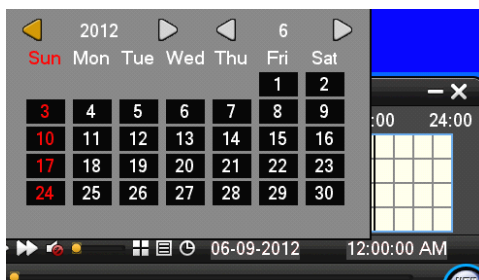 2012 6
Sun Mon Tue Wed Thu Fri Sat
1 2
3 4 5 6 7 8 9
:00 24:00
10 11 12 13 14 15 16
17 18 19 20 21 22 23
24 25 26 27 28 29 30
06-09-2012 12:00:00 AM